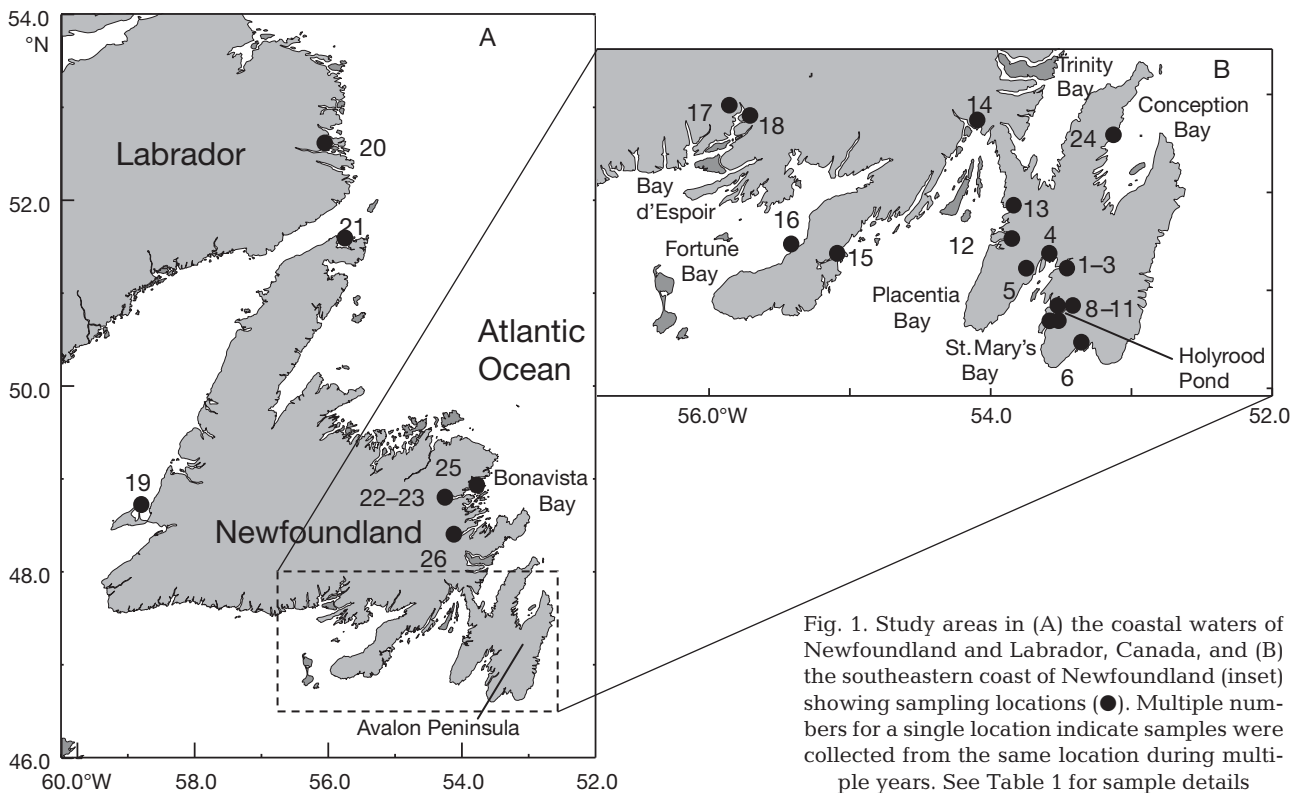 54.0
°N
52.0
50.0
48.0
46.0
60.0°W
58.0
56.0
54.0
52.0
A
Labrador
20
21
Atlantic
Ocean
19
25
Bonavista
Bay
22–23
Newfoundland
26
Avalon Peninsula
B
Trinity
Bay
Conception
Bay
17
18
14
24
Bay
d'Espoir
16
13
Fortune
Bay
15
12
4
1–3
5
Placentia
Bay
8–11
St. Mary's
Bay
Holyrood
Pond
6
56.0°W
54.0
52.0
Fig. 1. Study areas in (A) the coastal waters of
Newfoundland and Labrador, Canada, and (B)
the southeastern coast of Newfoundland (inset)
showing sampling locations (●). Multiple num-
bers for a single location indicate samples were
collected from the same location during multi-
ple years. See Table 1 for sample details